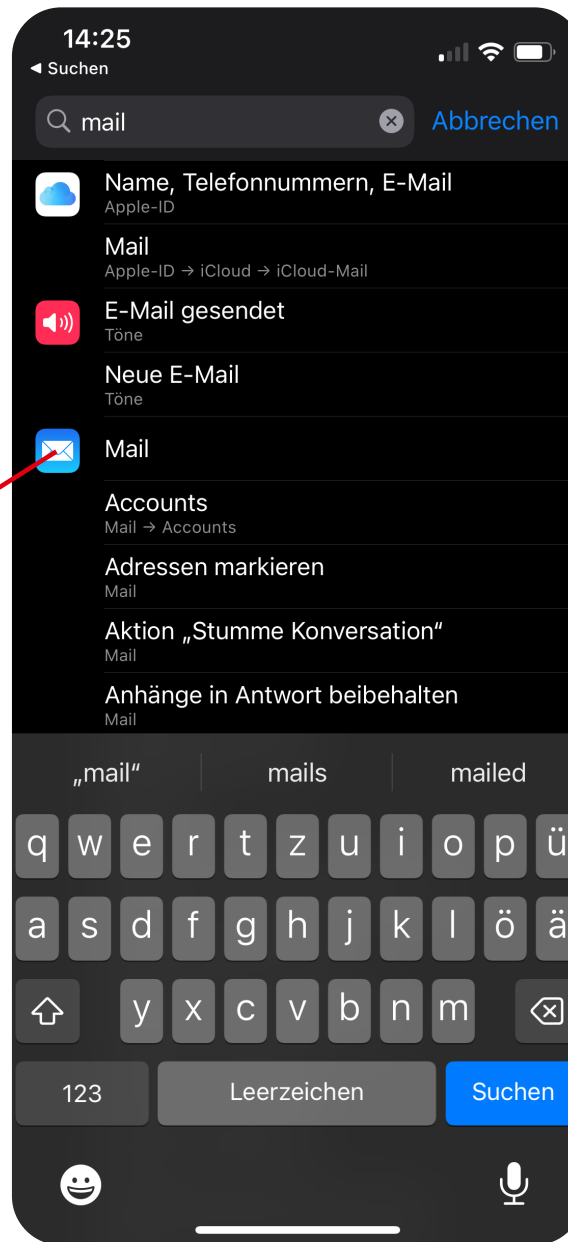 14:25
◀ Suchen
mail
Abbrechen
Name, Telefonnummern, E-Mail
Apple-ID
Mail
Apple-ID → iCloud → iCloud-Mail
E-Mail gesendet
Töne
Neue E-Mail
Töne
Mail
Accounts
Mail → Accounts
Adressen markieren
Mail
Aktion „Stumme Konversation“
Mail
Anhänge in Antwort beibehalten
Mail
„mail“ mails mailed
q w e r t z u i o p ü
a s d f g h j k l ö ä
y x c v b n m
123 Leerzeichen Suchen